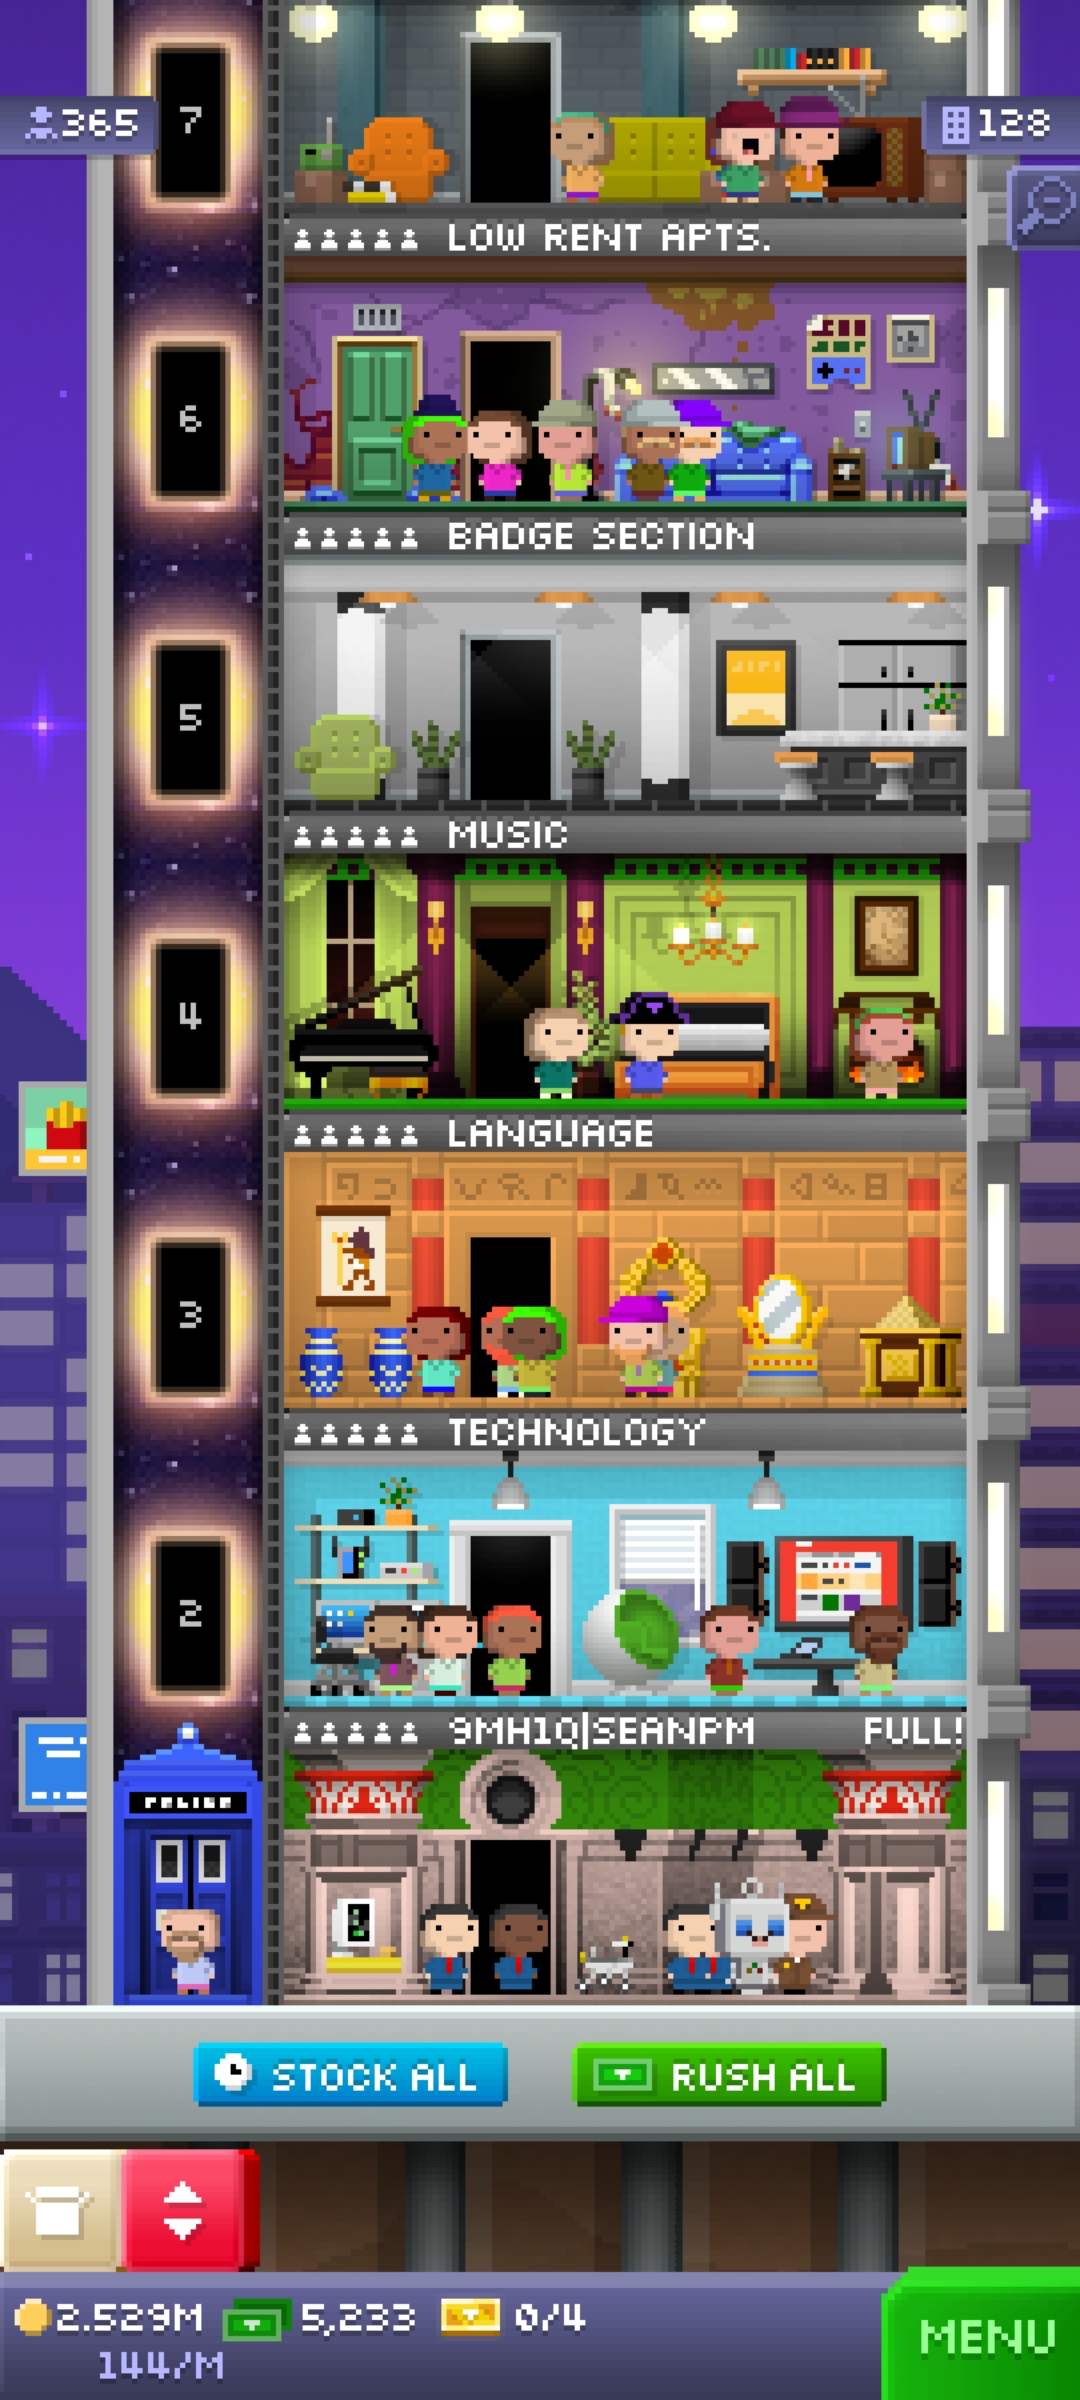 7
365
128
LOW RENT APTS.
6
BADGE SECTION
5
MUSIC
4
LANGUAGE
3
TECHNOLOGY
2
9MH1Q|SEANPM FULL!
POLICE
STOCK ALL
RUSH ALL
2.529M 5,233 0/4
144/M
MENU